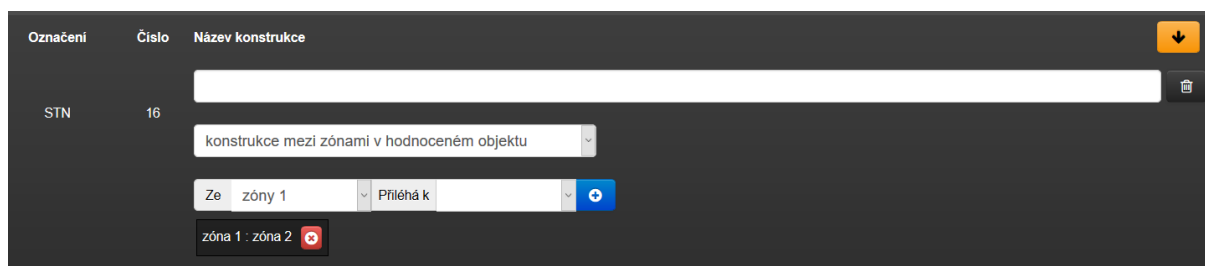 Označení Číslo Název konstrukce
STN 16
konstrukce mezi zónami v hodnoceném objektu
Ze zóny 1 Přiléhá k
zóna 1 : zóna 2